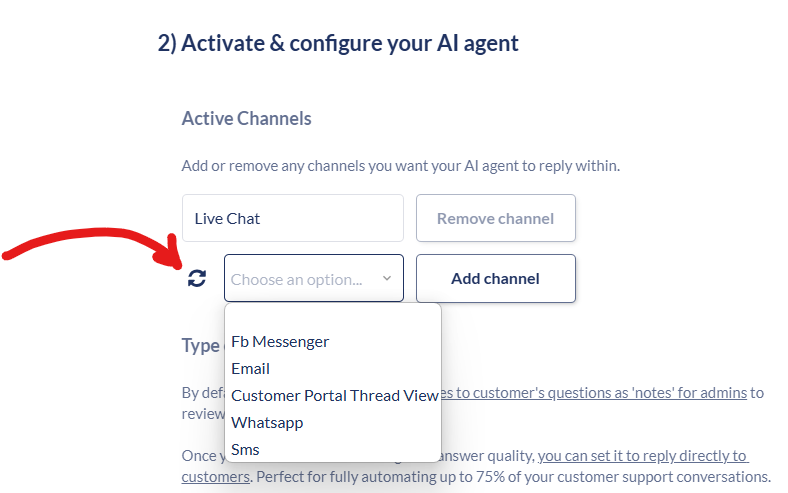 2) Activate & configure your AI agent
Active Channels
Add or remove any channels you want your AI agent to reply within.
Live Chat
Remove channel
Choose an option...
Add channel
Fb Messenger
Email
Customer Portal Thread View
Whatsapp
Sms
Type
By def es to customer's questions as 'notes' for admins to
review
Once y answer quality, you can set it to reply directly to
customers. Perfect for fully automating up to 75% of your customer support conversations.